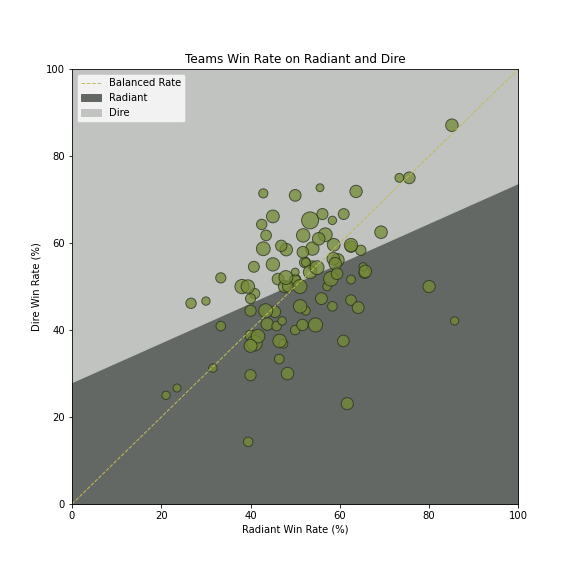 Teams Win Rate on Radiant and Dire
100
80
60
40
20
0
Dire Win Rate (%)
Balanced Rate
Radiant
Dire
0 20 40 60 80 100
Radiant Win Rate (%)